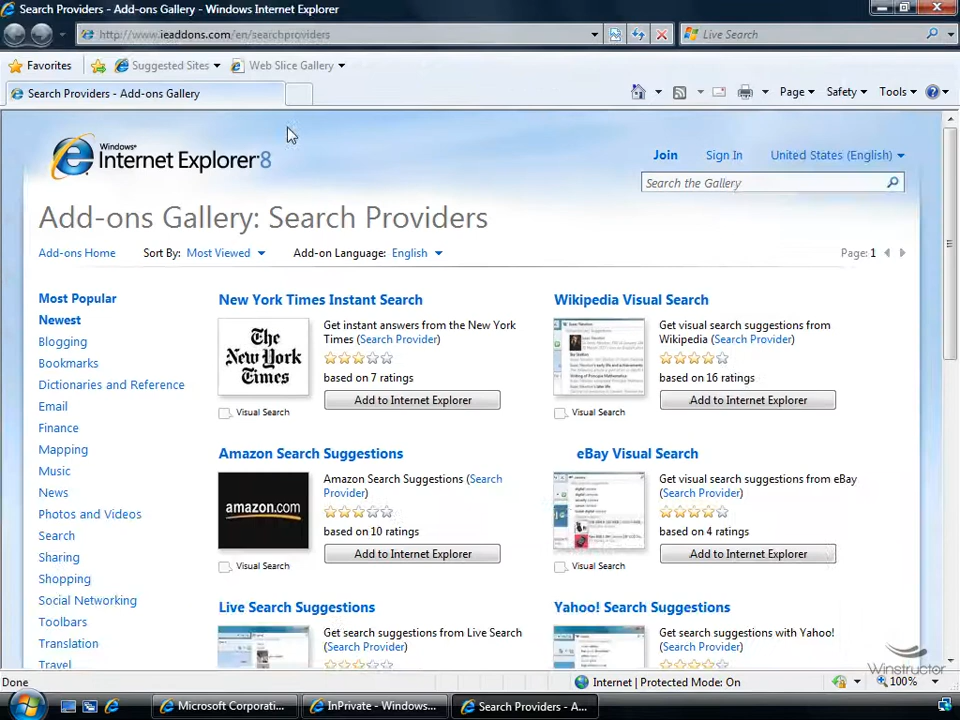 Search Providers - Add-ons Gallery - Windows Internet Explorer
http://www.ieaddons.com/en/searchproviders
Live Search
Favorites
Suggested Sites
Web Slice Gallery
Search Providers - Add-ons Gallery
Page
Safety
Tools
Windows®
Internet Explorer 8
Join
Sign In
United States (English)
Search the Gallery
Add-ons Gallery: Search Providers
Add-ons Home
Sort By: Most Viewed
Add-on Language: English
Page: 1
Most Popular
Newest
Blogging
Bookmarks
Dictionaries and Reference
Email
Finance
Mapping
Music
News
Photos and Videos
Search
Sharing
Shopping
Social Networking
Toolbars
Translation
Travel
New York Times Instant Search
The
New York
Times
Get instant answers from the New York
Times (Search Provider)
based on 7 ratings
Add to Internet Explorer
Visual Search
Wikipedia Visual Search
Get visual search suggestions from
Wikipedia (Search Provider)
based on 16 ratings
Add to Internet Explorer
Visual Search
Amazon Search Suggestions
amazon.com
Amazon Search Suggestions (Search
Provider)
based on 10 ratings
Add to Internet Explorer
Visual Search
eBay Visual Search
Get visual search suggestions from eBay
(Search Provider)
based on 4 ratings
Add to Internet Explorer
Visual Search
Live Search Suggestions
Get search suggestions from Live Search
(Search Provider)
Yahoo! Search Suggestions
Get search suggestions with Yahoo!
(Search Provider)
Winstructor
Done
Internet | Protected Mode: On
100%
Microsoft Corporati...
InPrivate - Windows...
Search Providers - A...